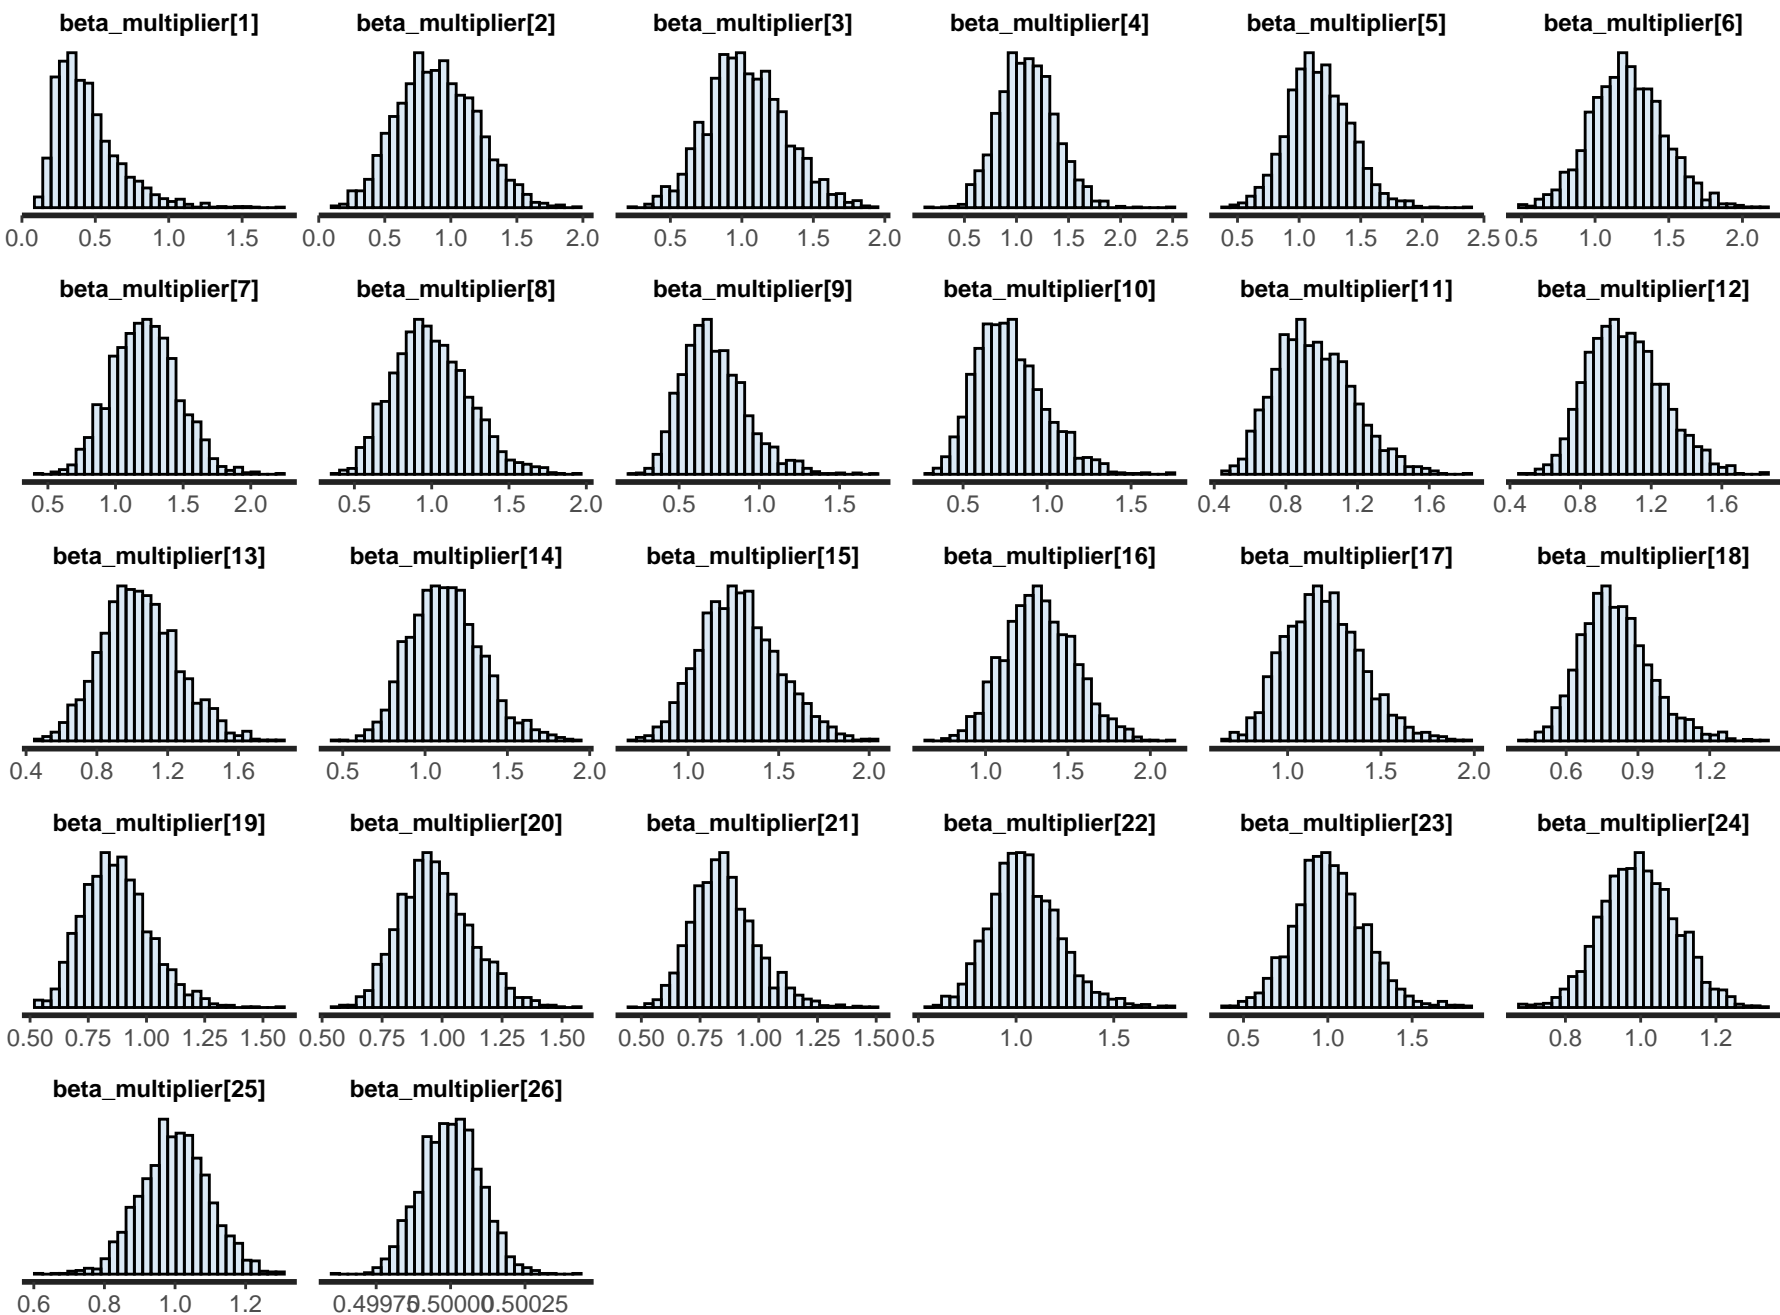 beta_multiplier[1] beta_multiplier[2] beta_multiplier[3] beta_multiplier[4] beta_multiplier[5] beta_multiplier[6]
0.0 0.5 1.0 1.5 0.0 0.5 1.0 1.5 2.0 0.5 1.0 1.5 2.0 0.5 1.0 1.5 2.0 2.5 0.5 1.0 1.5 2.0 2.5 0.5 1.0 1.5 2.0
beta_multiplier[7] beta_multiplier[8] beta_multiplier[9] beta_multiplier[10] beta_multiplier[11] beta_multiplier[12]
0.5 1.0 1.5 2.0 0.5 1.0 1.5 2.0 0.5 1.0 1.5 0.5 1.0 1.5 0.4 0.8 1.2 1.6 0.4 0.8 1.2 1.6
beta_multiplier[13] beta_multiplier[14] beta_multiplier[15] beta_multiplier[16] beta_multiplier[17] beta_multiplier[18]
0.4 0.8 1.2 1.6 0.5 1.0 1.5 2.0 1.0 1.5 2.0 1.0 1.5 2.0 1.0 1.5 2.0 0.6 0.9 1.2
beta_multiplier[19] beta_multiplier[20] beta_multiplier[21] beta_multiplier[22] beta_multiplier[23] beta_multiplier[24]
0.50 0.75 1.00 1.25 1.50 0.50 0.75 1.00 1.25 1.50 0.50 0.75 1.00 1.25 1.50 0.5 1.0 1.5 0.5 1.0 1.5 0.8 1.0 1.2
beta_multiplier[25] beta_multiplier[26]
0.6 0.8 1.0 1.2 0.49975 0.50000 0.50025